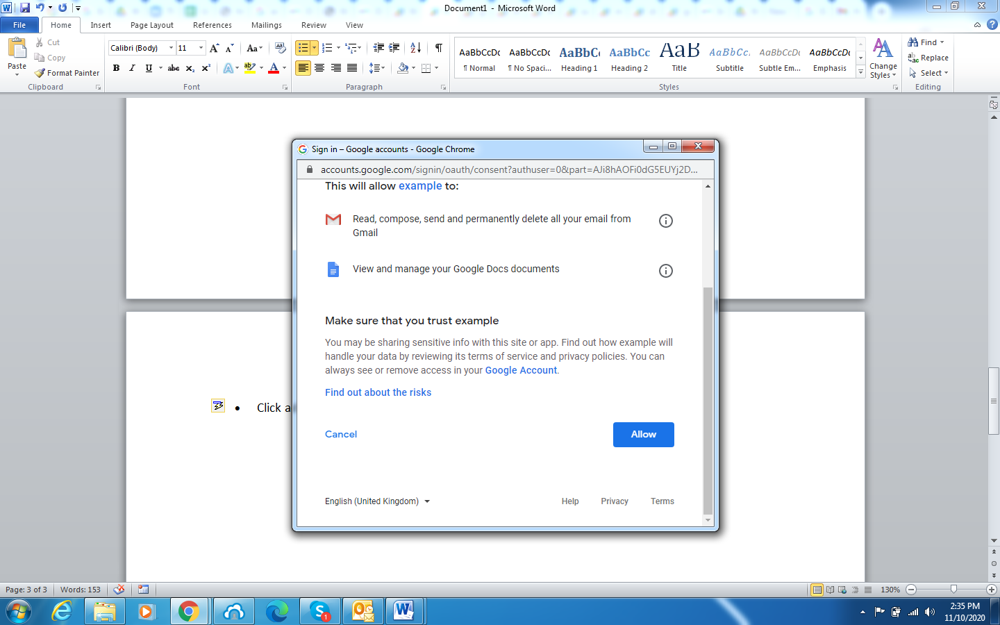 Document1 - Microsoft Word
File Home Insert Page Layout References Mailings Review View
Paste
Cut
Copy
Format Painter
Clipboard
Calibri (Body) 11
Font
Paragraph
AaBbCcDc AaBbCcDc AaBbCc AaBbCc AaB AaBbCc. AaBbCcDc AaBbCcDc
¶ Normal ¶ No Spaci... Heading 1 Heading 2 Title Subtitle Subtle Em... Emphasis
Styles
Change
Styles
Find
Replace
Select
Editing
Sign in – Google accounts - Google Chrome
accounts.google.com/signin/oauth/consent?authuser=0&part=AJi8hAOFi0dG5EUYj2D...
This will allow example to:
Read, compose, send and permanently delete all your email from
Gmail
View and manage your Google Docs documents
Make sure that you trust example
You may be sharing sensitive info with this site or app. Find out how example will
handle your data by reviewing its terms of service and privacy policies. You can
always see or remove access in your Google Account.
Find out about the risks
• Click a
Cancel Allow
English (United Kingdom) Help Privacy Terms
Page: 3 of 3 Words: 153 130%
2:35 PM
11/10/2020